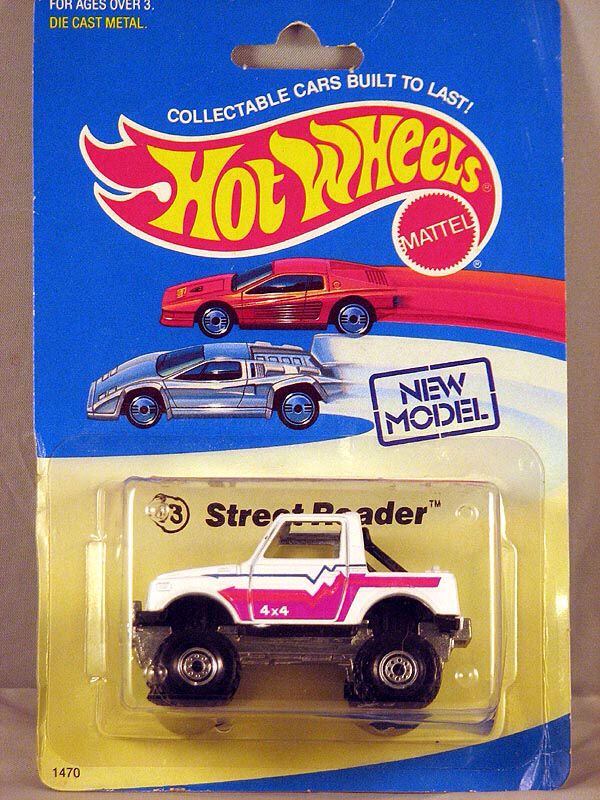 FOR AGES OVER 3.
DIE CAST METAL.
COLLECTABLE CARS BUILT TO LAST!
HOT WHEELS®
MATTEL®
NEW
MODEL
Street Roader™
4x4
1470